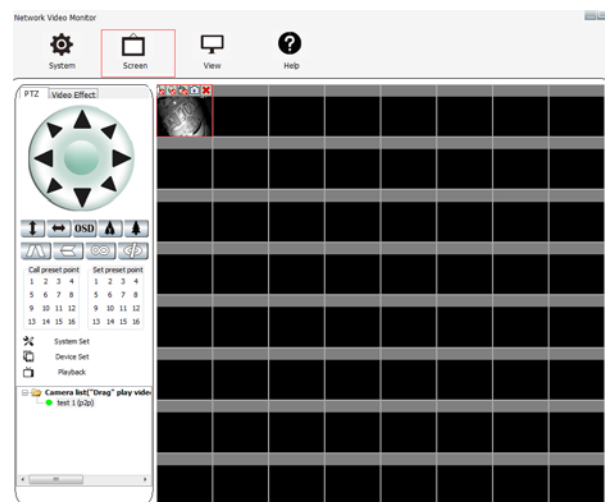 Network Video Monitor
System Screen View Help
PTZ Video Effect
OSD
Call preset point Set preset point
1 2 3 4 1 2 3 4
5 6 7 8 5 6 7 8
9 10 11 12 9 10 11 12
13 14 15 16 13 14 15 16
System Set
Device Set
Playback
Camera list("Drag" play video
test 1 (p2p)